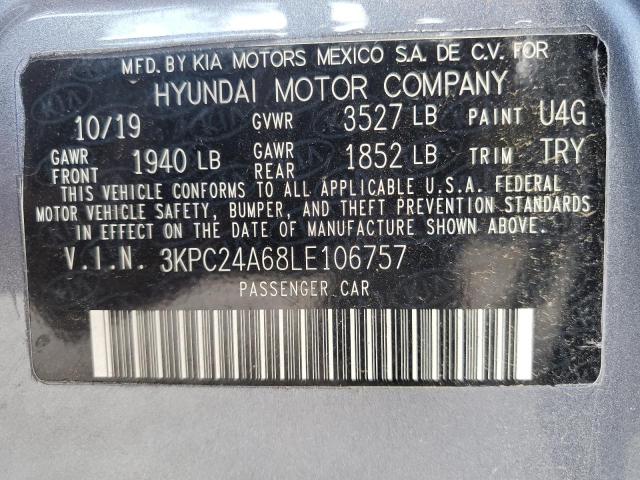 MFD. BY KIA MOTORS MEXICO S.A. DE C.V. FOR
HYUNDAI MOTOR COMPANY
10/19 GVWR 3527 LB PAINT U4G
GAWR FRONT 1940 LB GAWR REAR 1852 LB TRIM TRY
THIS VEHICLE CONFORMS TO ALL APPLICABLE U.S.A. FEDERAL
MOTOR VEHICLE SAFETY, BUMPER, AND THEFT PREVENTION STANDARDS
IN EFFECT ON THE DATE OF MANUFACTURE SHOWN ABOVE.
V.I.N. 3KPC24A68LE106757
PASSENGER CAR